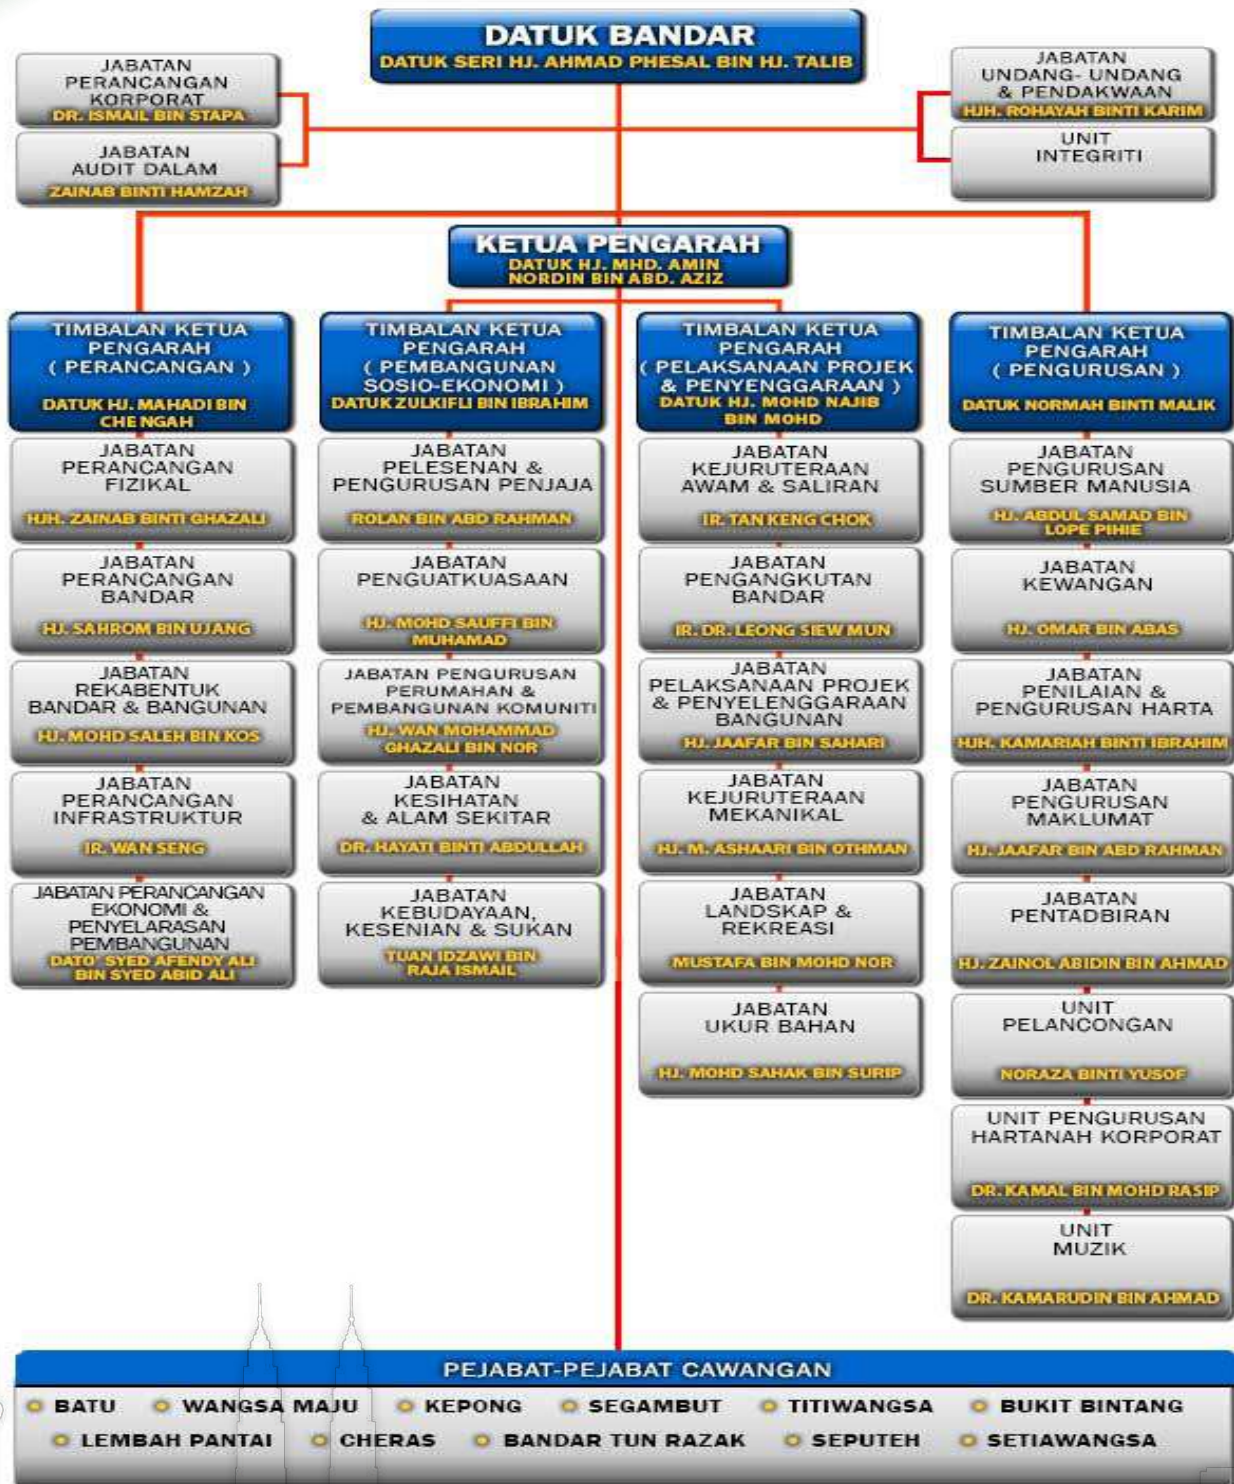 DATUK BANDAR
DATUK SERI HJ. AHMAD PHESAL BIN HJ. TALIB
JABATAN
PERANCANGAN
KORPORAT
DR. ISMAIL BIN STAPA
JABATAN
AUDIT DALAM
ZAINAB BINTI HAMZAH
JABATAN
UNDANG- UNDANG
& PENDAKWAAN
HJH. ROHAYAH BINTI KARIM
UNIT
INTEGRITI
KETUA PENGARAH
DATUK HJ. MHD. AMIN
NORDIN BIN ABD. AZIZ
TIMBALAN KETUA
PENGARAH
( PERANCANGAN )
DATUK HJ. MAHADI BIN
CHE NGAH
JABATAN
PERANCANGAN
FIZIKAL
HJH. ZAINAB BINTI GHAZALI
JABATAN
PERANCANGAN
BANDAR
HJ. SAHROM BIN UJANG
JABATAN
REKABENTUK
BANDAR & BANGUNAN
HJ. MOHD SALEH BIN KOS
JABATAN
PERANCANGAN
INFRASTRUKTUR
IR. WAN SENG
JABATAN PERANCANGAN
EKONOMI &
PENYELARASAN
PEMBANGUNAN
DATO' SYED AFENDY ALI
BIN SYED ABID ALI
TIMBALAN KETUA
PENGARAH
( PEMBANGUNAN
SOSIO-EKONOMI )
DATUK ZULKIFLI BIN IBRAHIM
JABATAN
PELESENAN &
PENGURUSAN PENJAJA
ROLAN BIN ABD RAHMAN
JABATAN
PENGUATKUASAAN
HJ. MOHD SAUFFI BIN
MUHAMAD
JABATAN PENGURUSAN
PERUMAHAN &
PEMBANGUNAN KOMUNITI
HJ. WAN MOHAMMAD
GHAZALI BIN NOR
JABATAN
KESIHATAN
& ALAM SEKITAR
DR. HAYATI BINTI ABDULLAH
JABATAN
KEBUDAYAAN,
KESENIAN & SUKAN
TUAN IDZAWI BIN
RAJA ISMAIL
TIMBALAN KETUA
PENGARAH
( PELAKSANAAN PROJEK
& PENYENGGARAAN )
DATUK HJ. MOHD NAJIB
BIN MOHD
JABATAN
KEJURUTERAAN
AWAM & SALIRAN
IR. TAN KENG CHOK
JABATAN
PENGANGKUTAN
BANDAR
IR. DR. LEONG SIEW MUN
JABATAN
PELAKSANAAN PROJEK
& PENYELENGGARAAN
BANGUNAN
HJ. JAAFAR BIN SAHARI
JABATAN
KEJURUTERAAN
MEKANIKAL
HJ. M. ASHAARI BIN OTHMAN
JABATAN
LANDSKAP &
REKREASI
MUSTAFA BIN MOHD NOR
JABATAN
UKUR BAHAN
HJ. MOHD SAHAK BIN SURIP
TIMBALAN KETUA
PENGARAH
( PENGURUSAN )
DATUK NORMAH BINTI MALIK
JABATAN
PENGURUSAN
SUMBER MANUSIA
HJ. ABDUL SAMAD BIN
LOPE PIHIE
JABATAN
KEWANGAN
HJ. OMAR BIN ABAS
JABATAN
PENILAIAN &
PENGURUSAN HARTA
HJH. KAMARIAH BINTI IBRAHIM
JABATAN
PENGURUSAN
MAKLUMAT
HJ. JAAFAR BIN ABD RAHMAN
JABATAN
PENTADBIRAN
HJ. ZAINOL ABIDIN BIN AHMAD
UNIT
PELANCONGAN
NORAZA BINTI YUSOF
UNIT PENGURUSAN
HARTANAH KORPORAT
DR. KAMAL BIN MOHD RASIP
UNIT
MUZIK
DR. KAMARUDIN BIN AHMAD
PEJABAT-PEJABAT CAWANGAN
BATU WANGSA MAJU KEPONG SEGAMBUT TITIWANGSA BUKIT BINTANG
LEMBAH PANTAI CHERAS BANDAR TUN RAZAK SEPUTEH SETIAWANGSA